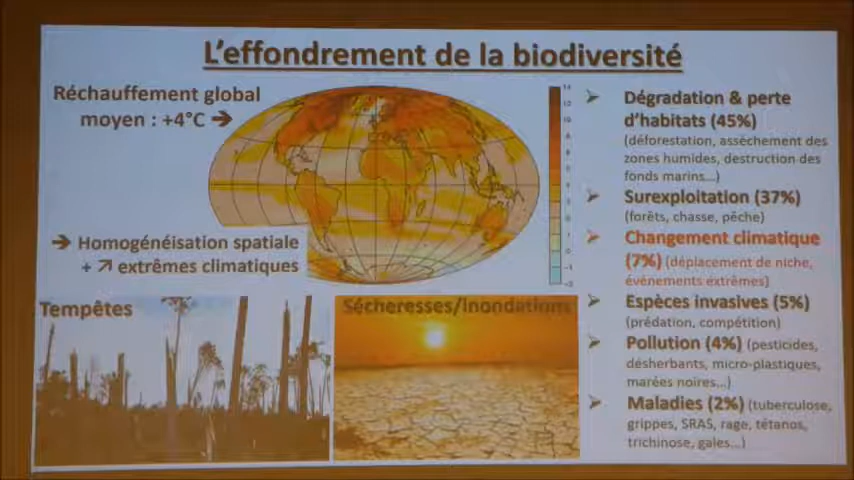 L'effondrement de la biodiversité
Réchauffement global
moyen : +4°C ➔
➔ Homogénéisation spatiale
+ ↗ extrêmes climatiques
Tempêtes
Sécheresses/Inondations
➢ Dégradation & perte
d'habitats (45%)
(déforestation, assèchement des
zones humides, destruction des
fonds marins...)
➢ Surexploitation (37%)
(forêts, chasse, pêche)
➢ Changement climatique
(7%) (déplacement de niche,
événements extrêmes)
➢ Espèces invasives (5%)
(prédation, compétition)
➢ Pollution (4%) (pesticides,
désherbants, micro-plastiques,
marées noires...)
➢ Maladies (2%) (tuberculose,
grippes, SRAS, rage, tétanos,
trichinose, gales...)